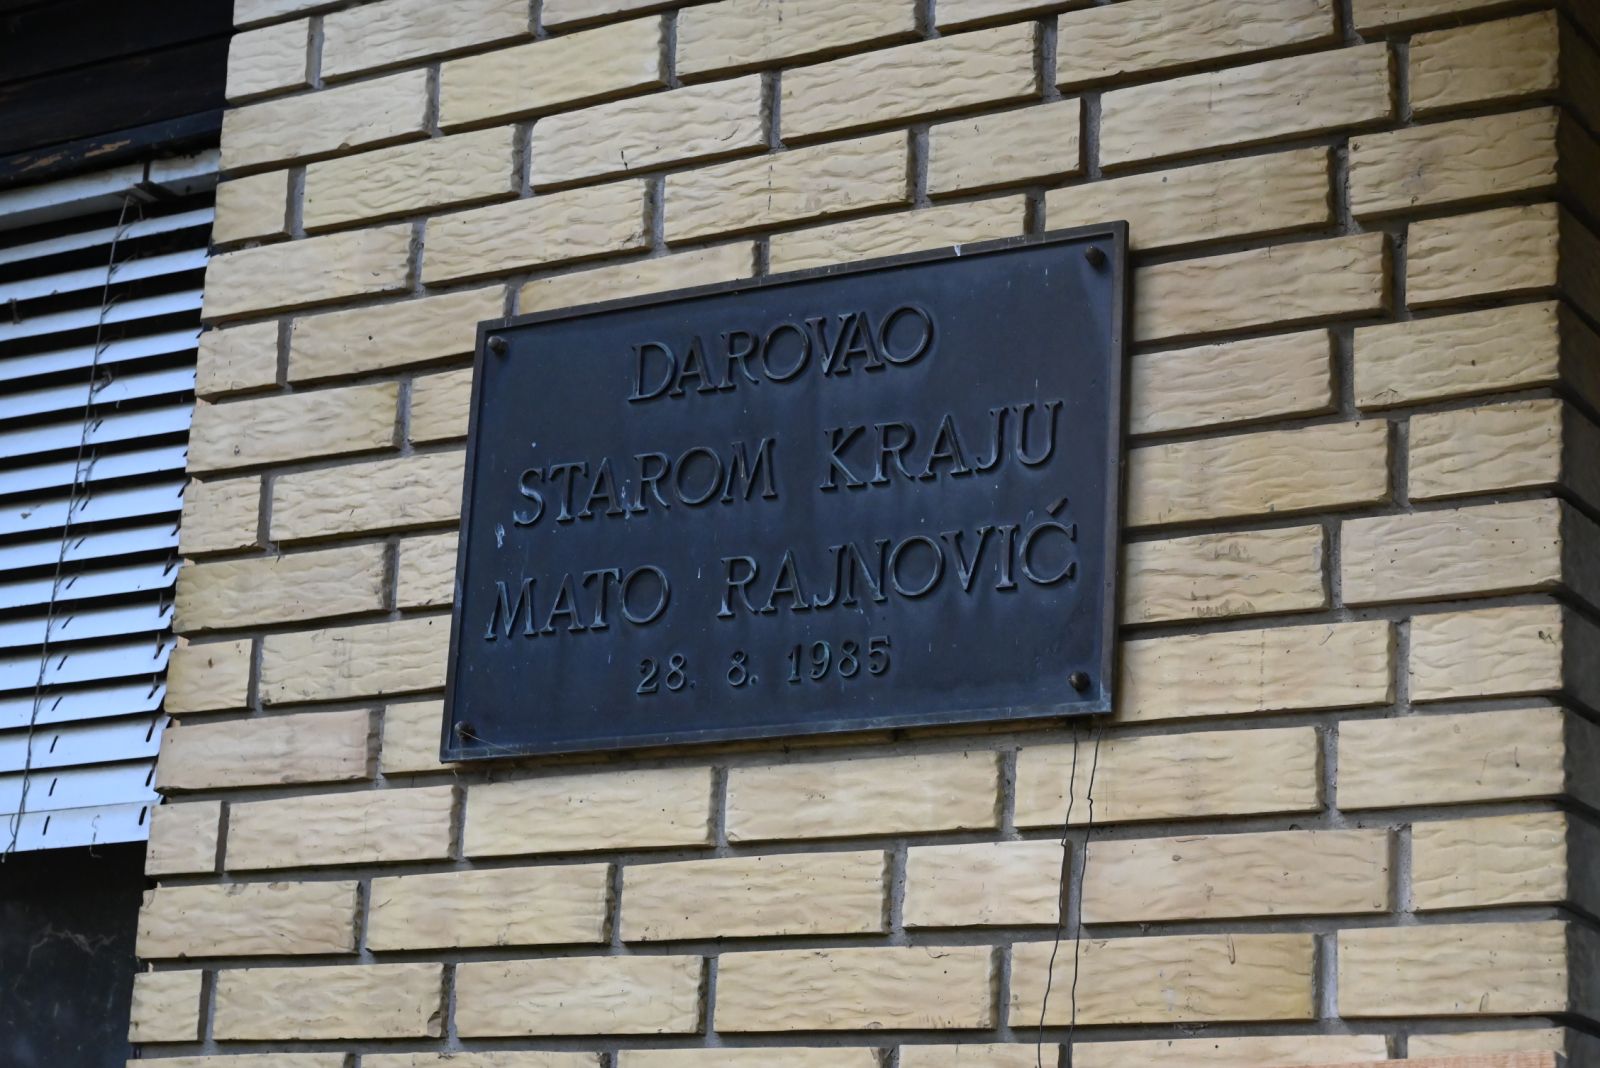 DAROVAO
STAROM KRAJU
MATO RAJNOVIĆ
28. 8. 1985